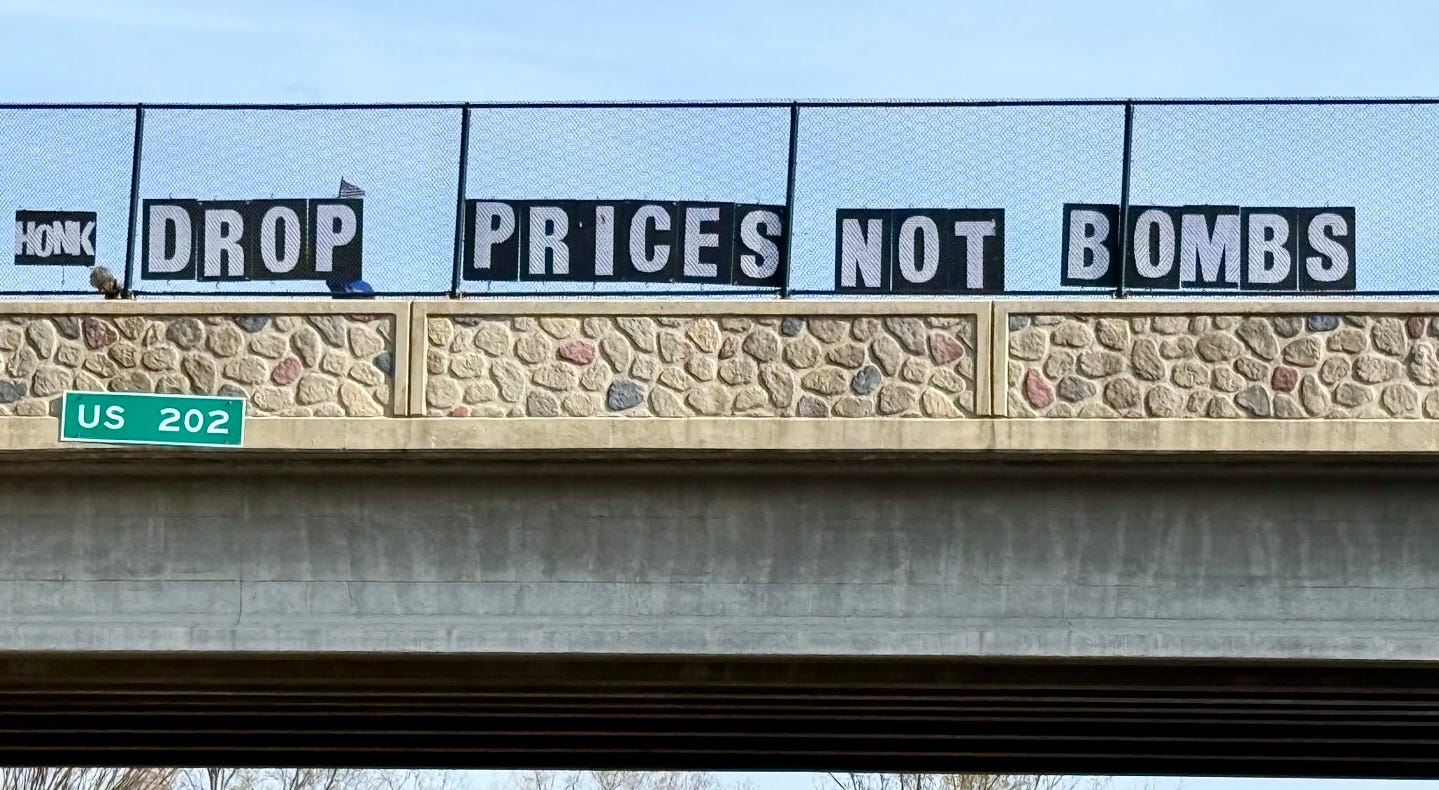 HONK DROP PRICES NOT BOMBS
US 202